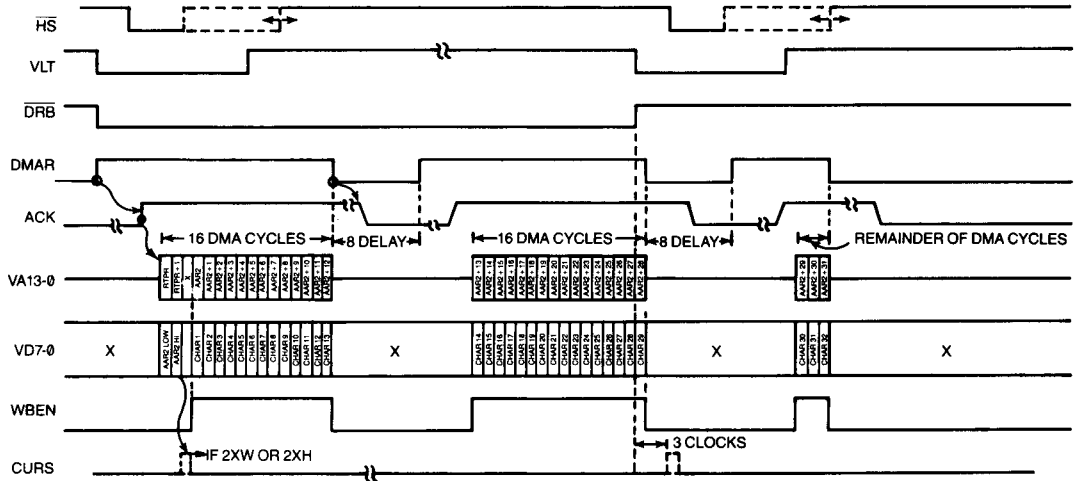 HS
VLT
DRB
DMAR
ACK
16 DMA CYCLES
8 DELAY
16 DMA CYCLES
8 DELAY
REMAINDER OF DMA CYCLES
VA13-0
RTPR
RTPR + 1
X
AAR2
AAR2 + 1
AAR2 + 2
AAR2 + 3
AAR2 + 4
AAR2 + 5
AAR2 + 6
AAR2 + 7
AAR2 + 8
AAR2 + 9
AAR2 + 10
AAR2 + 11
AAR2 + 12
AAR2 + 13
AAR2 + 14
AAR2 + 15
AAR2 + 16
AAR2 + 17
AAR2 + 18
AAR2 + 19
AAR2 + 20
AAR2 + 21
AAR2 + 22
AAR2 + 23
AAR2 + 24
AAR2 + 25
AAR2 + 26
AAR2 + 27
AAR2 + 28
AAR2 + 29
AAR2 + 30
AAR2 + 31
VD7-0
X
AAR2 LOW
AAR2 HI
CHAR 1
CHAR 2
CHAR 3
CHAR 4
CHAR 5
CHAR 6
CHAR 7
CHAR 8
CHAR 9
CHAR 10
CHAR 11
CHAR 12
CHAR 13
X
CHAR 14
CHAR 15
CHAR 16
CHAR 17
CHAR 18
CHAR 19
CHAR 20
CHAR 21
CHAR 22
CHAR 23
CHAR 24
CHAR 25
CHAR 26
CHAR 27
CHAR 28
CHAR 29
X
CHAR 30
CHAR 31
CHAR 32
X
WBEN
3 CLOCKS
IF 2XW OR 2XH
CURS